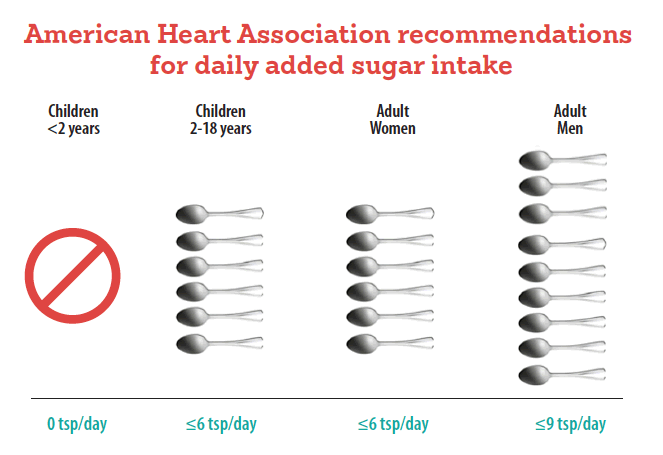 American Heart Association recommendations
for daily added sugar intake
Children
<2 years
Children
2-18 years
Adult
Women
Adult
Men
0 tsp/day
≤6 tsp/day
≤6 tsp/day
≤9 tsp/day